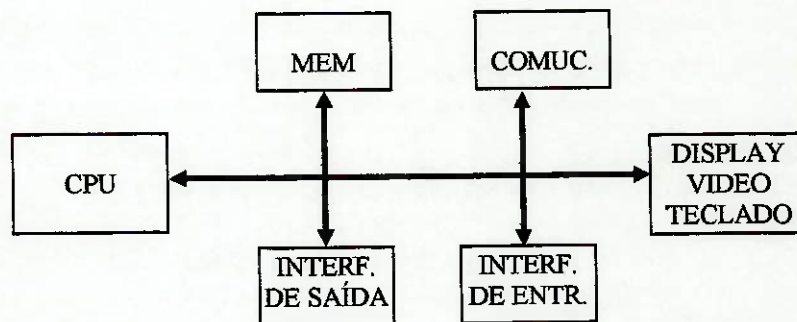 MEM
COMUC.
CPU
DISPLAY
VIDEO
TECLADO
INTERF.
DE SAÍDA
INTERF.
DE ENTR.